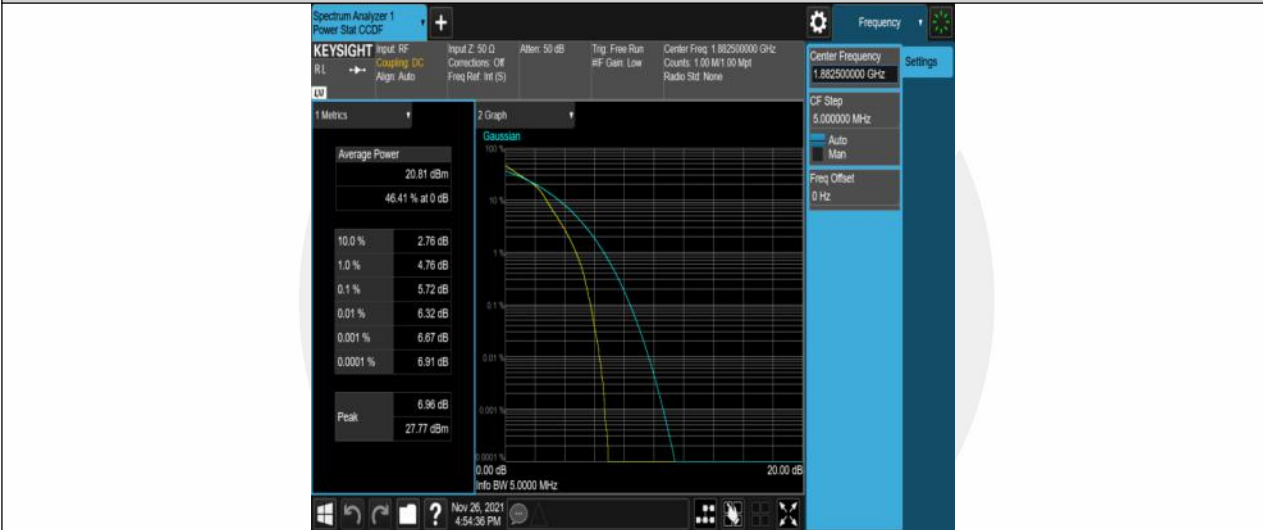 Spectrum Analyzer 1
Power Stat CCDF
+
Frequency
KEYSIGHT
Input: RF
Coupling: DC
Align: Auto
Input Z: 50 Ω
Corrections: Off
Freq Ref: Int (S)
Atten: 50 dB
Trig: Free Run
#IF Gain: Low
Center Freq: 1.882500000 GHz
Counts: 1.00 M/1.00 Mpt
Radio Std: None
LXI
Center Frequency
1.882500000 GHz
Settings
CF Step
5.000000 MHz
Auto
Man
Freq Offset
0 Hz
1 Metrics
Average Power
20.81 dBm
46.41 % at 0 dB
10.0 % 2.76 dB
1.0 % 4.76 dB
0.1 % 5.72 dB
0.01 % 6.32 dB
0.001 % 6.67 dB
0.0001 % 6.91 dB
Peak
6.96 dB
27.77 dBm
2 Graph
Gaussian
100 %
10 %
1 %
0.1 %
0.01 %
0.001 %
0.0001 %
0.00 dB
20.00 dB
Info BW 5.0000 MHz
?
Nov 26, 2021
4:54:36 PM